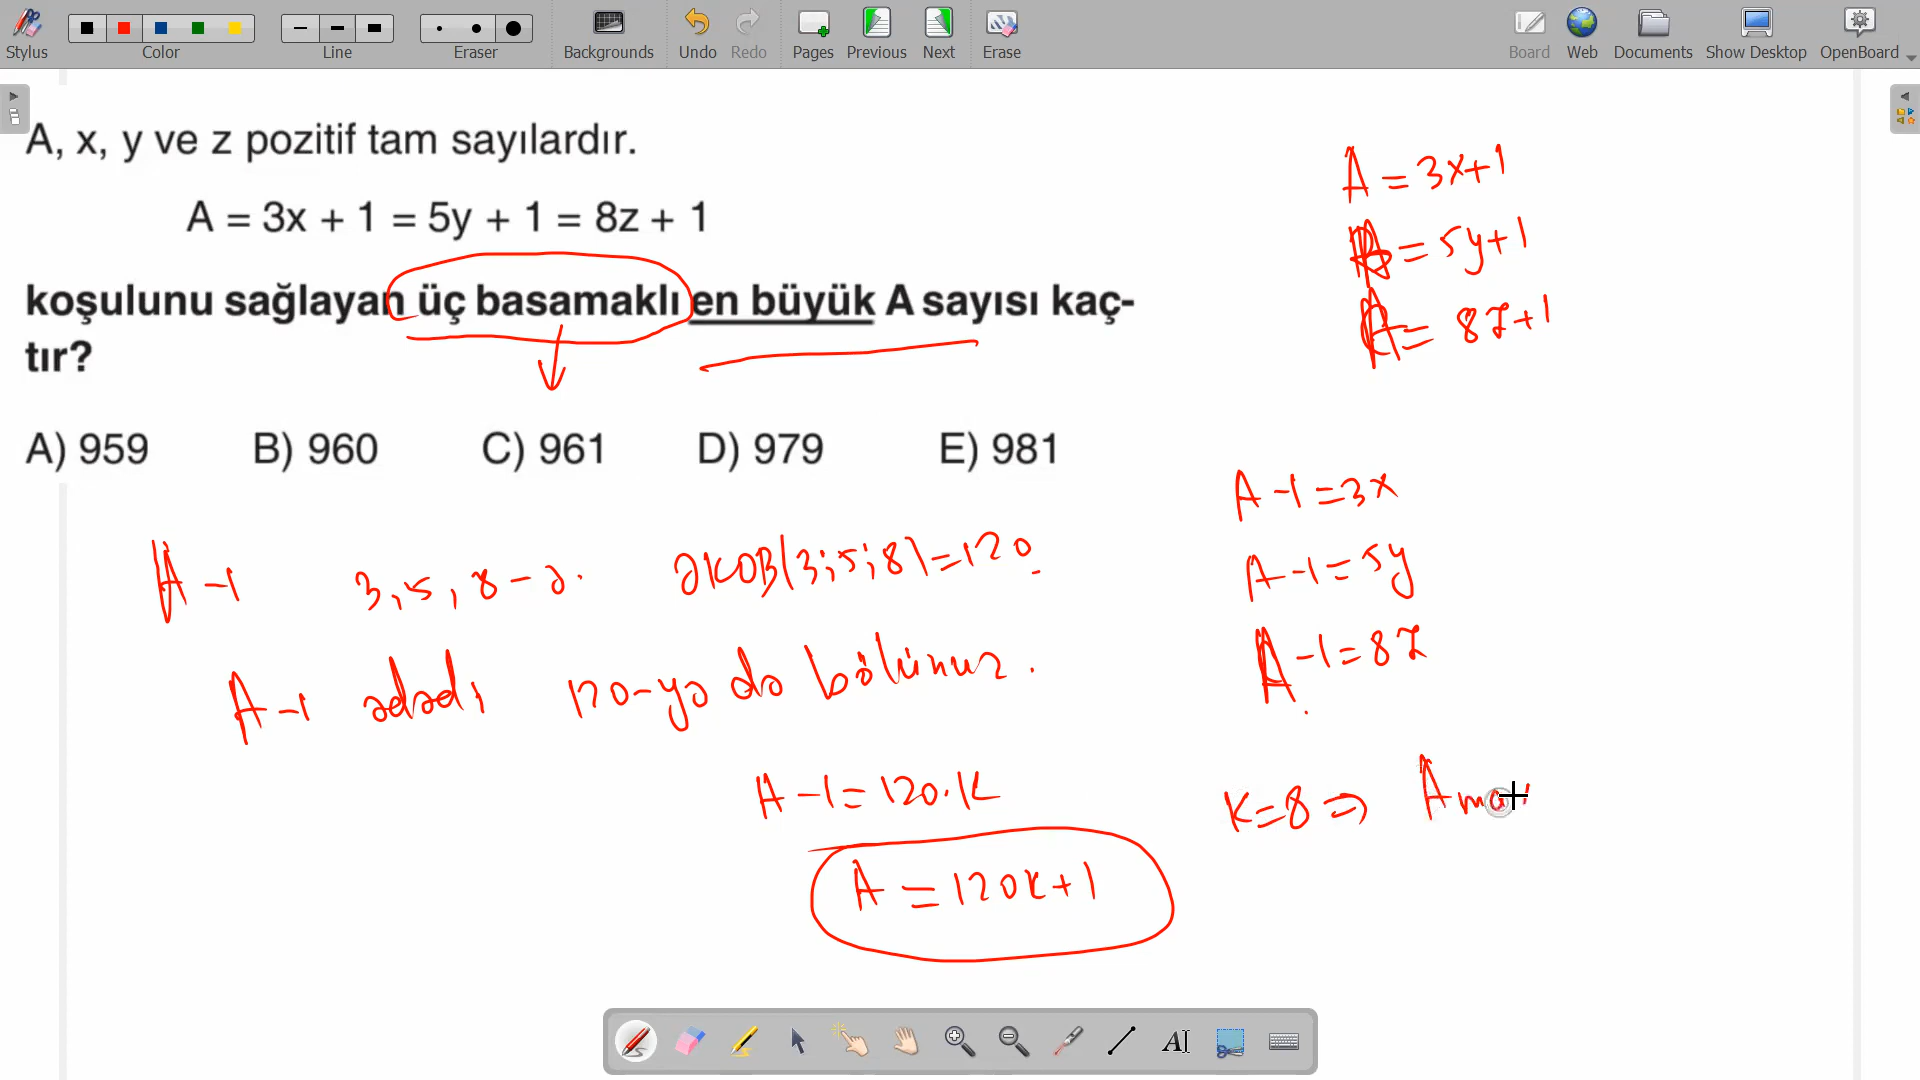 Stylus Color Line Eraser Backgrounds Undo Redo Pages Previous Next Erase Board Web Documents Show Desktop OpenBoard
A, x, y ve z pozitif tam sayılardır.
A = 3x + 1 = 5y + 1 = 8z + 1
koşulunu sağlayan üç basamaklı en büyük A sayısı kaç-
tır?
A) 959 B) 960 C) 961 D) 979 E) 981
A = 3x+1
A = 5y+1
A = 8z+1
A-1=3x
A-1=5y
A-1=8z
A-1 3,5,8-ə. ƏKOB(3;5;8)=120
A-1 ədədi 120-yə də bölünür.
A-1=120.K
A = 120K+1
K=8 ⇒ A
AI